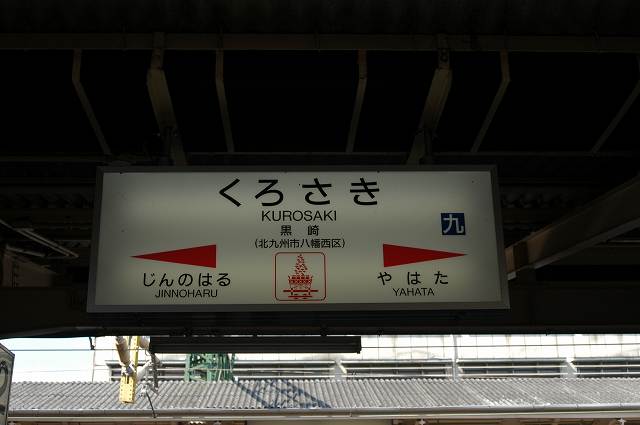 くろさき
KUROSAKI
黒崎
(北九州市八幡西区)
九
じんのはる
JINNOHARU
やはた
YAHATA